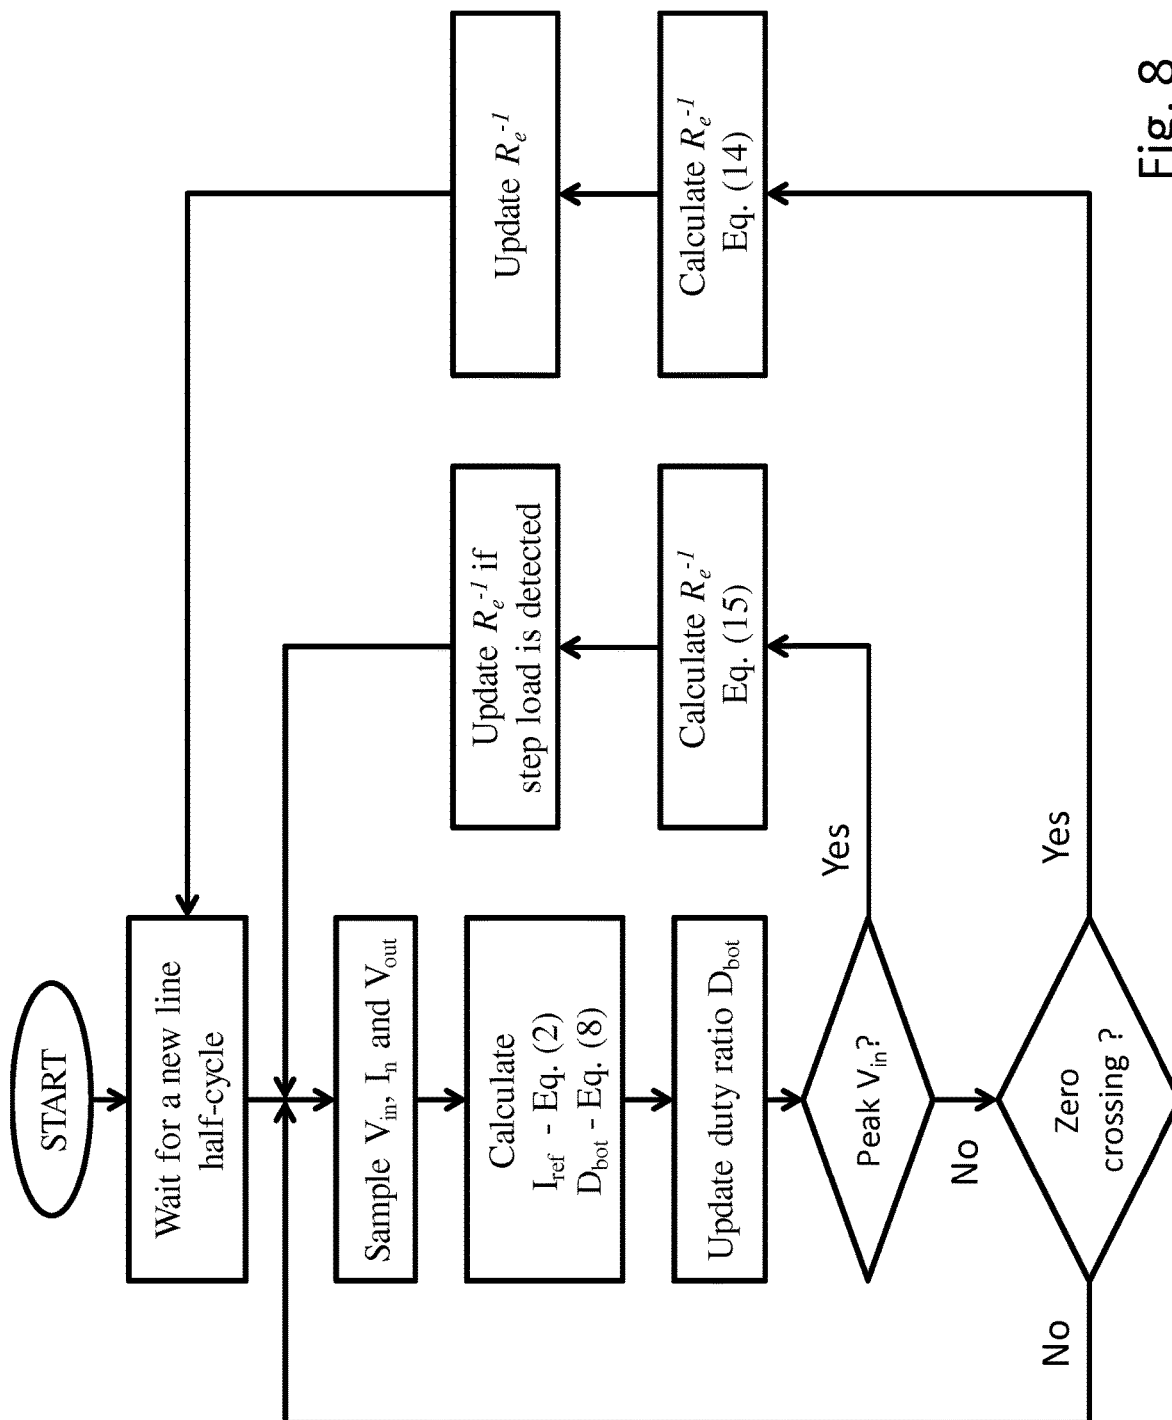 START
Wait for a new line
half-cycle
Sample V_in, I_n and V_out
Calculate
I_ref - Eq. (2)
D_bot - Eq. (8)
Update duty ratio D_bot
Peak V_in?
Yes
No
Zero
crossing ?
Yes
No
Update R_e^-1 if
step load is detected
Calculate R_e^-1
Eq. (15)
Update R_e^-1
Calculate R_e^-1
Eq. (14)
Fig. 8